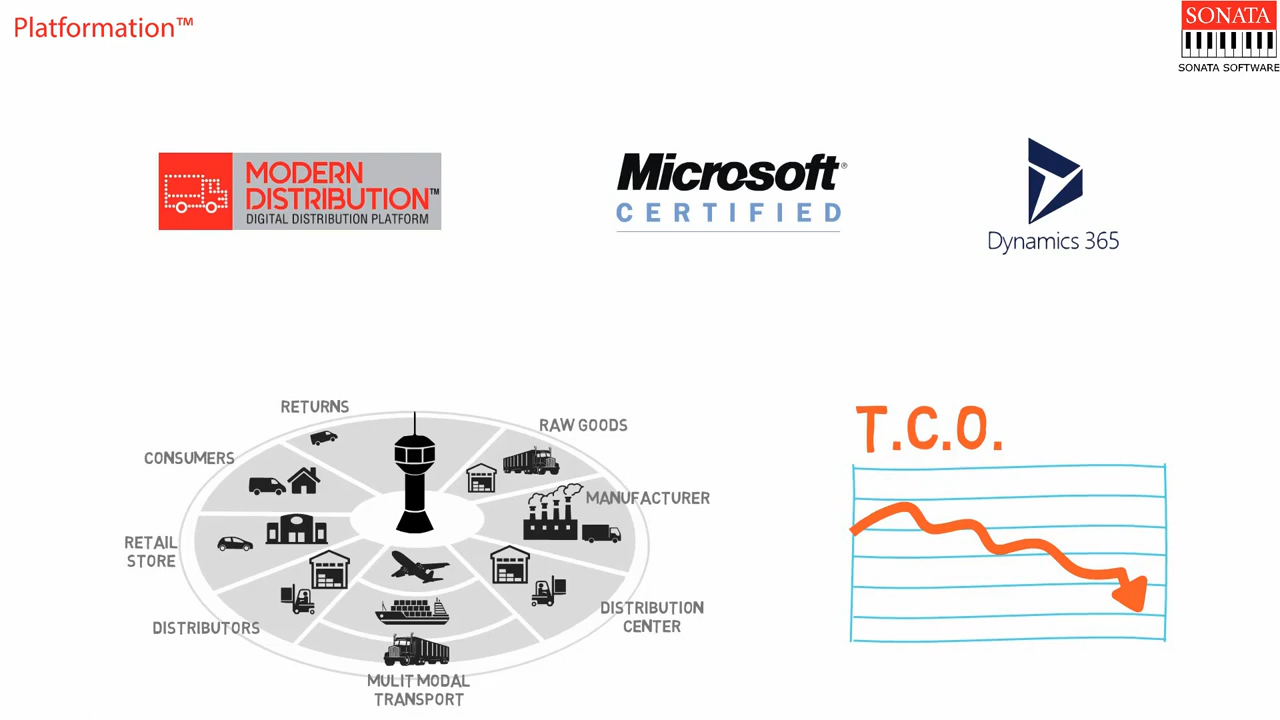 Platformation™
SONATA
SONATA SOFTWARE
MODERN
DISTRIBUTION™
DIGITAL DISTRIBUTION PLATFORM
Microsoft®
CERTIFIED
Dynamics 365
RETURNS
RAW GOODS
CONSUMERS
MANUFACTURER
RETAIL
STORE
DISTRIBUTORS
DISTRIBUTION
CENTER
MULIT MODAL
TRANSPORT
T.C.O.